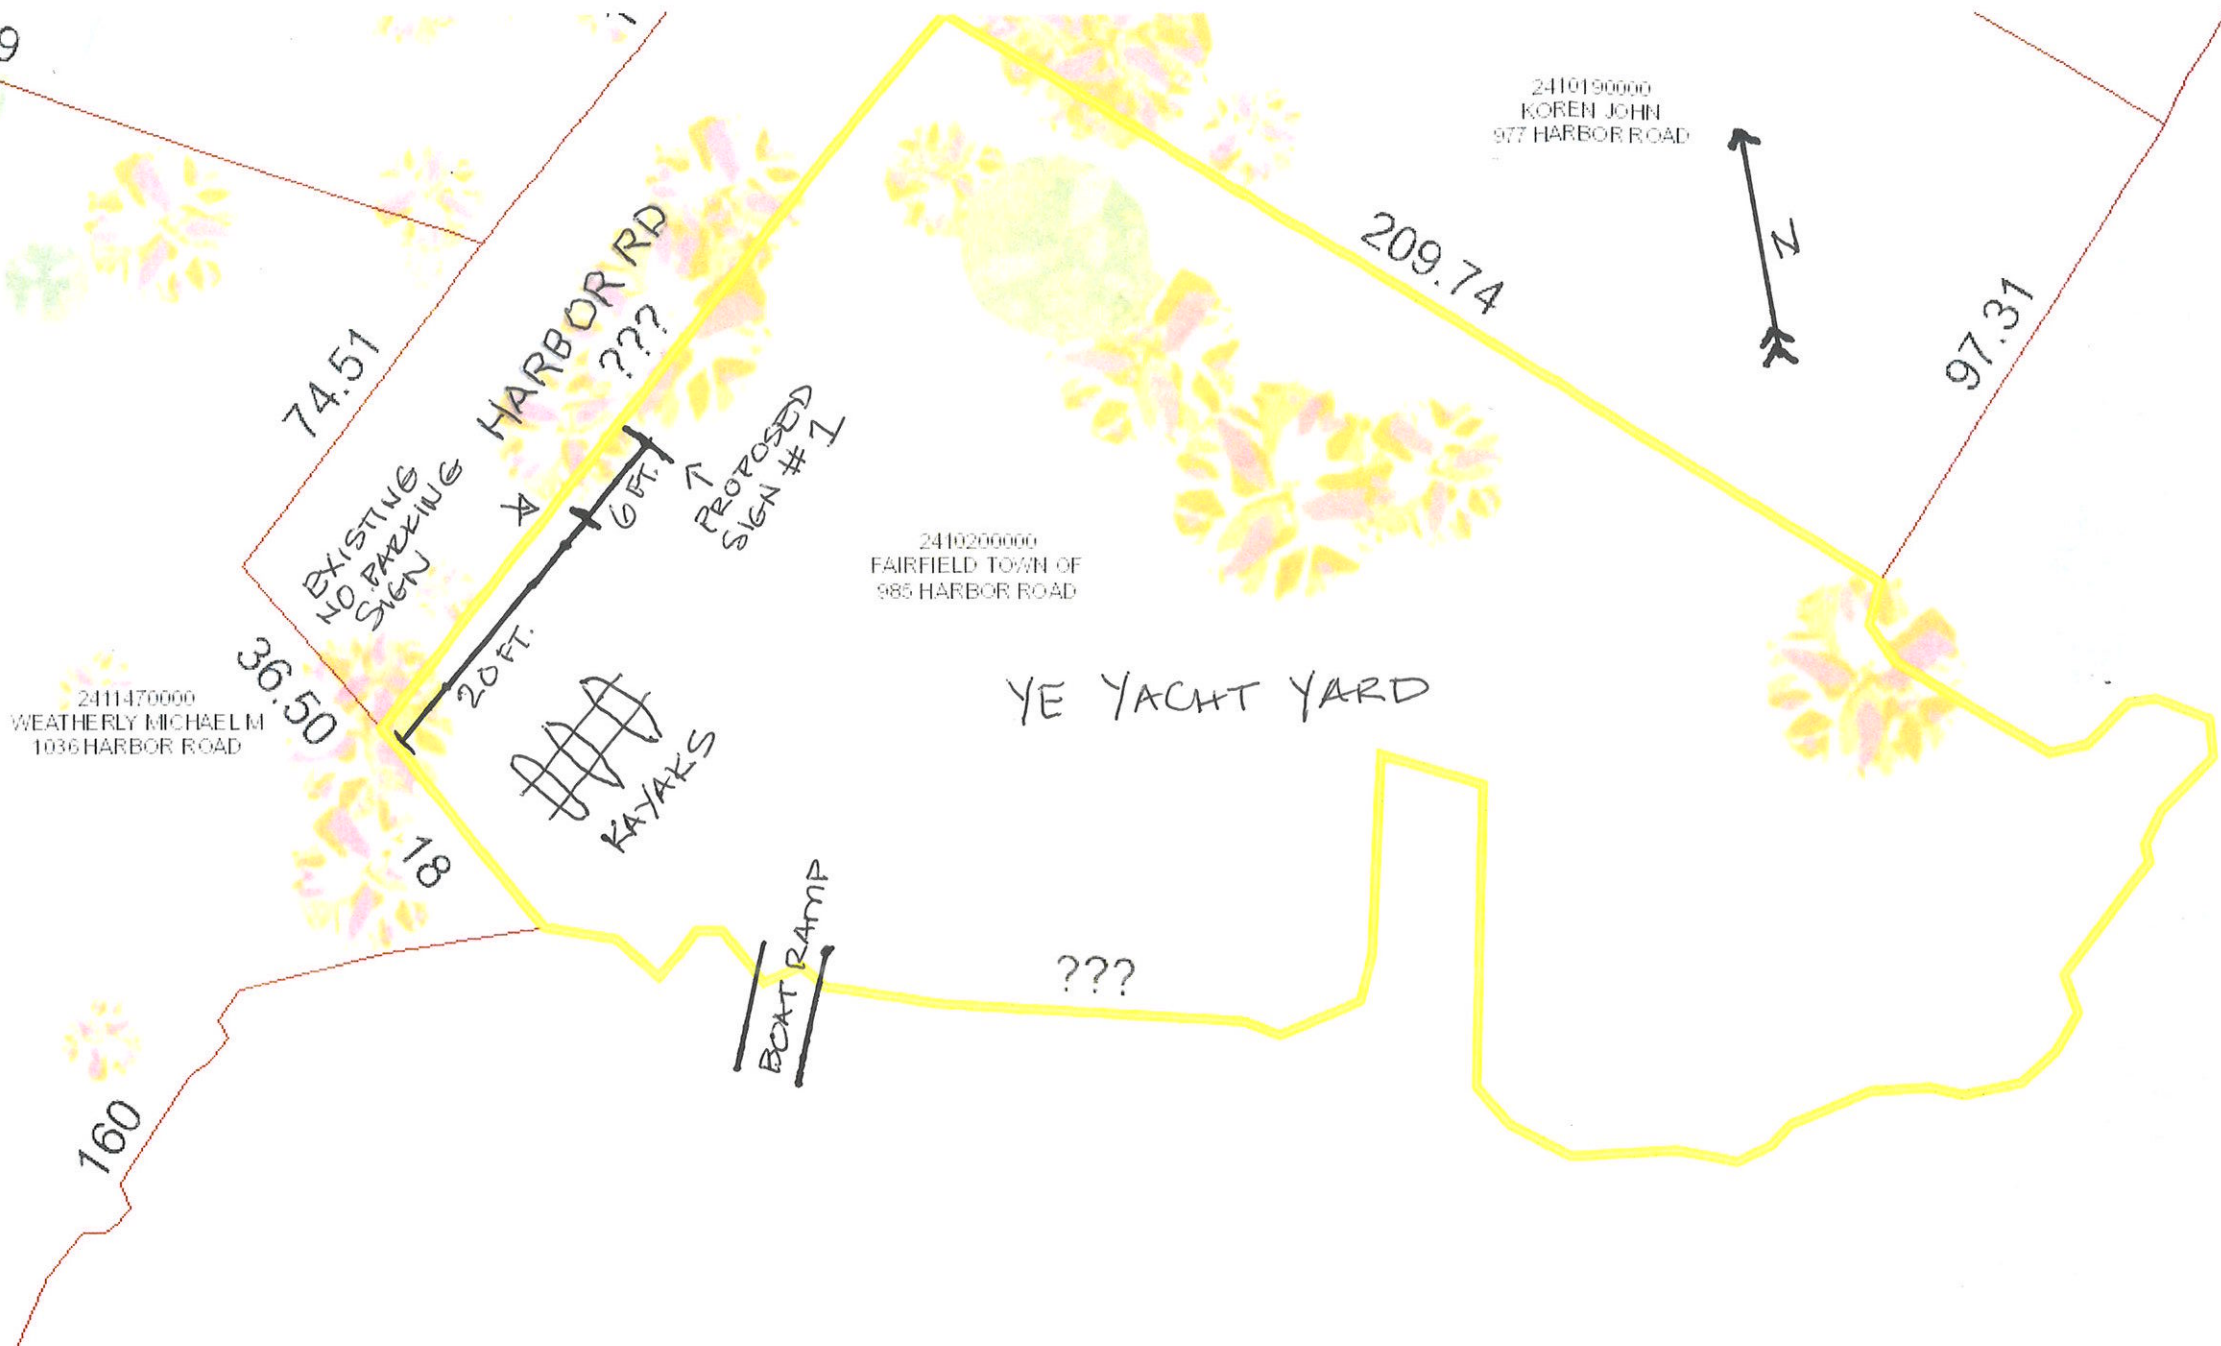 9
2410190000
KOREN JOHN
977 HARBOR ROAD
N
209.74
97.31
74.51
HARBOR RD
???
EXISTING
NO PARKING
SIGN
6 FT.
↑
PROPOSED
SIGN #1
20 FT.
2410200000
FAIRFIELD TOWN OF
985 HARBOR ROAD
36.50
2411470000
WEATHERLY MICHAEL M
1036 HARBOR ROAD
YE YACHT YARD
KAYAKS
18
BOAT RAMP
???
160